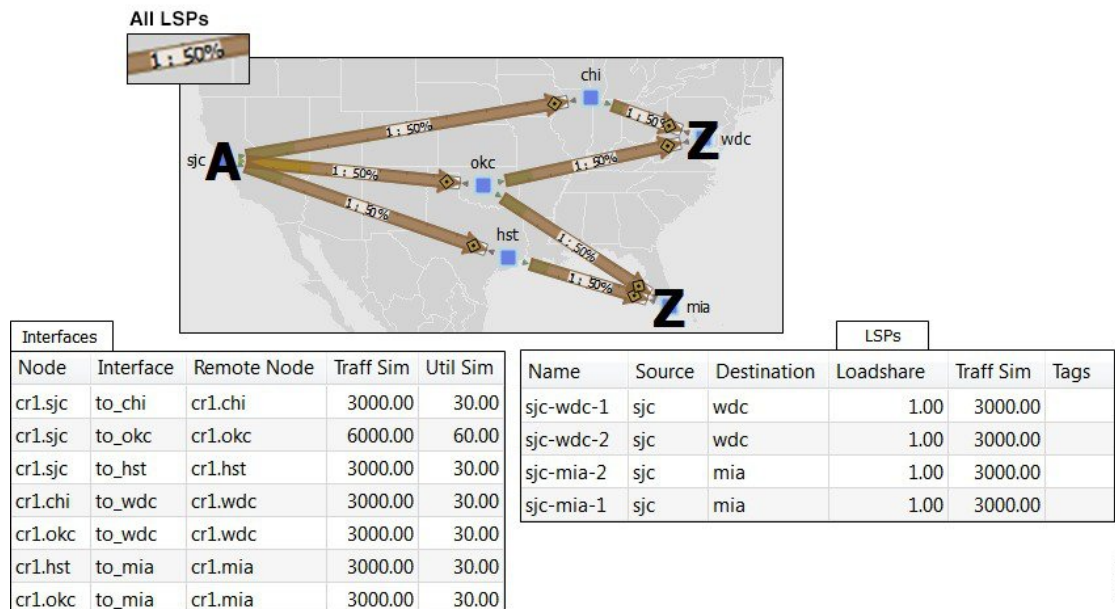 All LSPs
1 : 50%
chi
1 : 50%
1 : 50%
Z wdc
sjc A
okc
1 : 50%
1 : 50%
1 : 50%
hst
1 : 50%
1 : 50%
Z mia
Interfaces
Node Interface Remote Node Traff Sim Util Sim
cr1.sjc to_chi cr1.chi 3000.00 30.00
cr1.sjc to_okc cr1.okc 6000.00 60.00
cr1.sjc to_hst cr1.hst 3000.00 30.00
cr1.chi to_wdc cr1.wdc 3000.00 30.00
cr1.okc to_wdc cr1.wdc 3000.00 30.00
cr1.hst to_mia cr1.mia 3000.00 30.00
cr1.okc to_mia cr1.mia 3000.00 30.00
LSPs
Name Source Destination Loadshare Traff Sim Tags
sjc-wdc-1 sjc wdc 1.00 3000.00
sjc-wdc-2 sjc wdc 1.00 3000.00
sjc-mia-2 sjc mia 1.00 3000.00
sjc-mia-1 sjc mia 1.00 3000.00